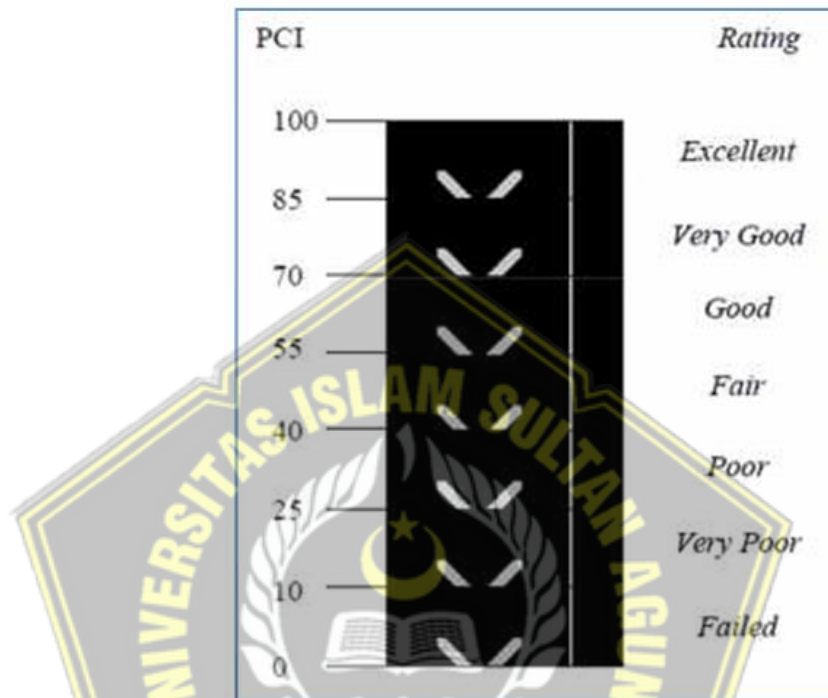 PCI Rating
100
Excellent
85
Very Good
70
Good
55
Fair
40
Poor
25
Very Poor
10
Failed
0
UNIVERSITAS ISLAM SULTAN AGUN